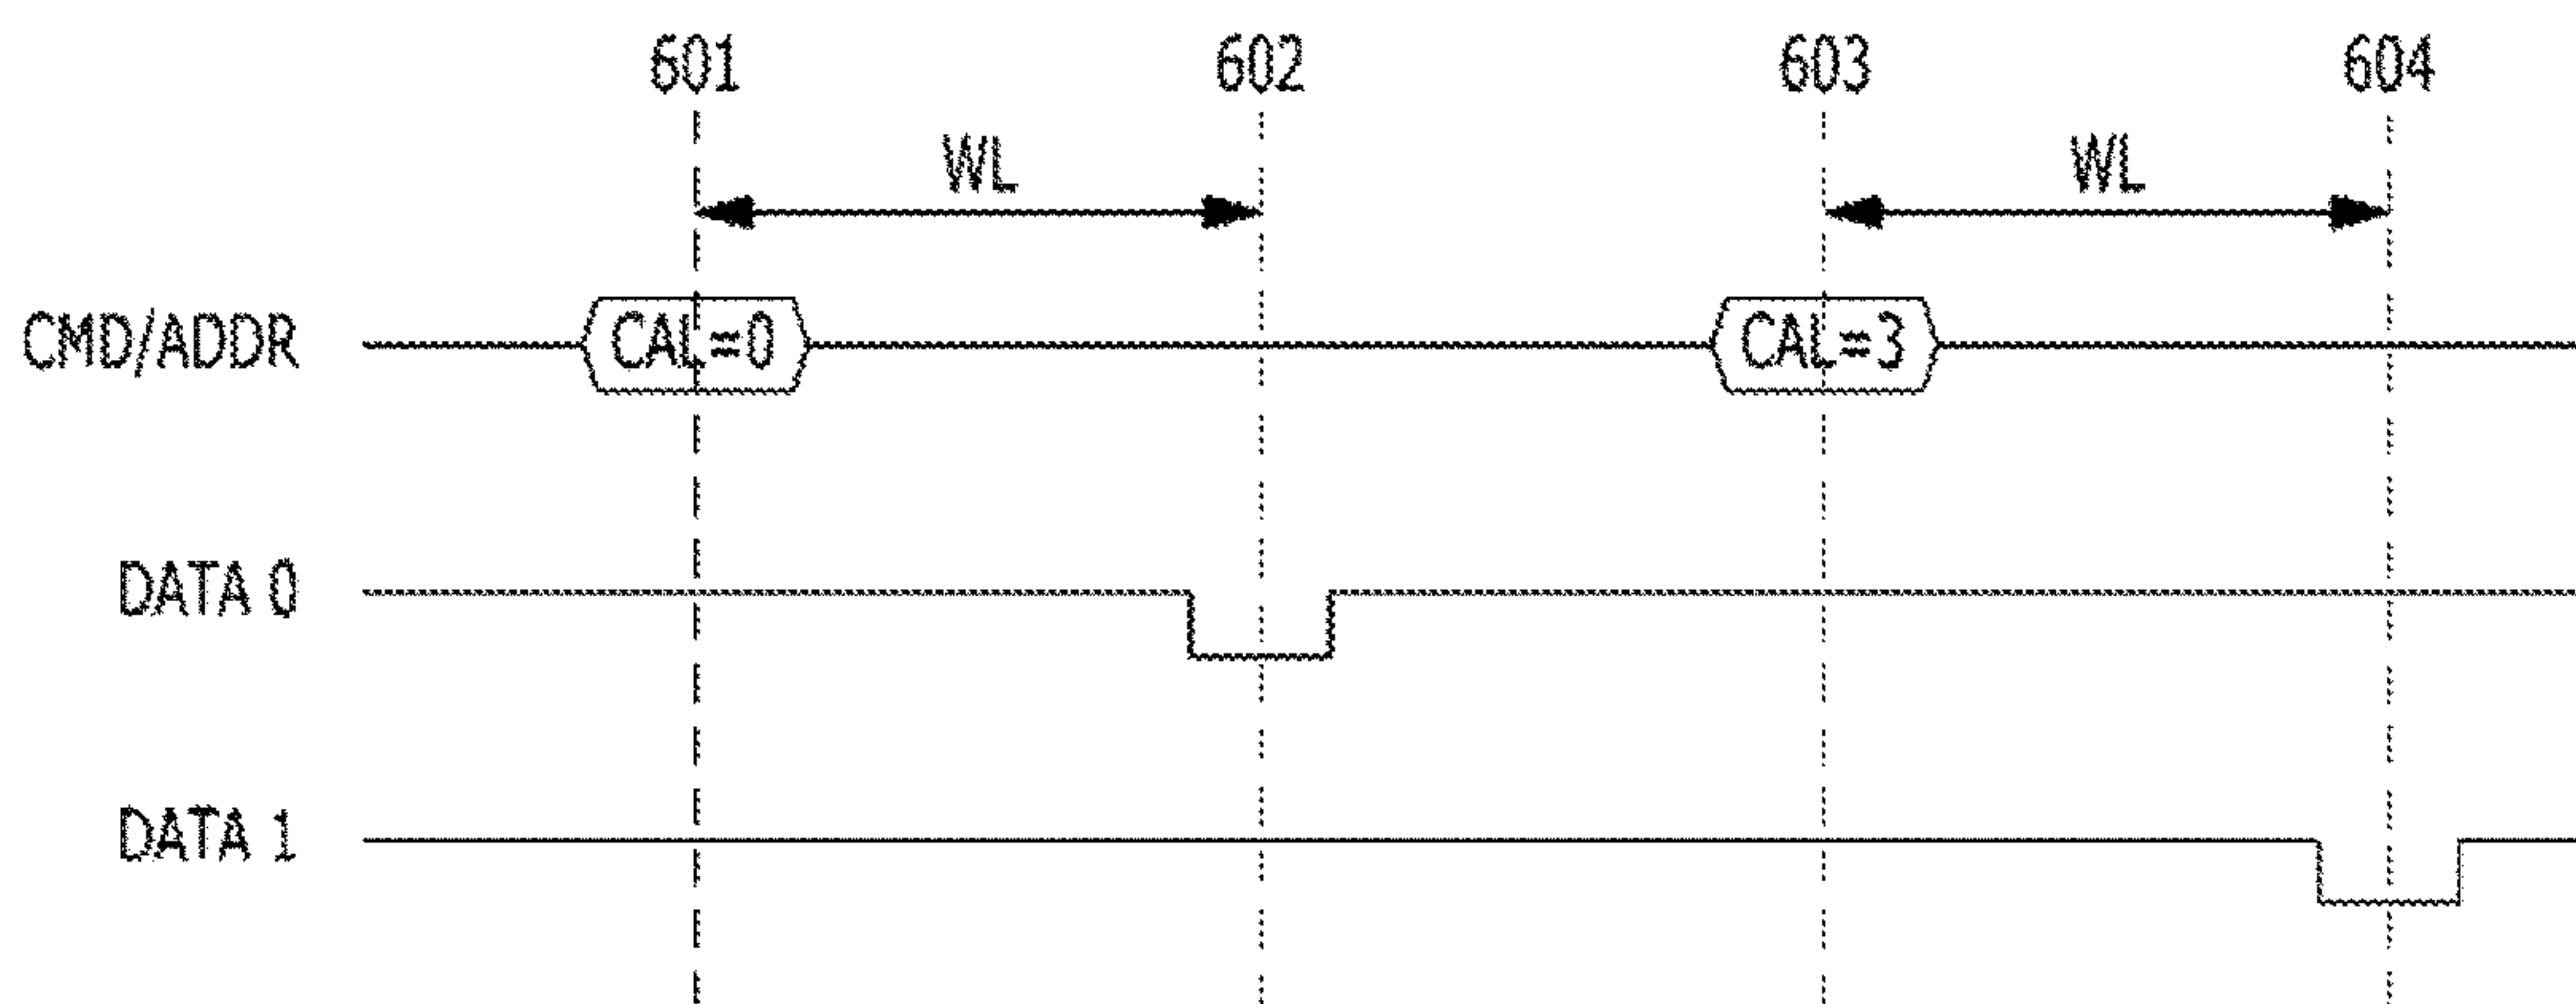 601 602 603 604
WL WL
CMD/ADDR CAL=0 CAL=3
DATA 0
DATA 1